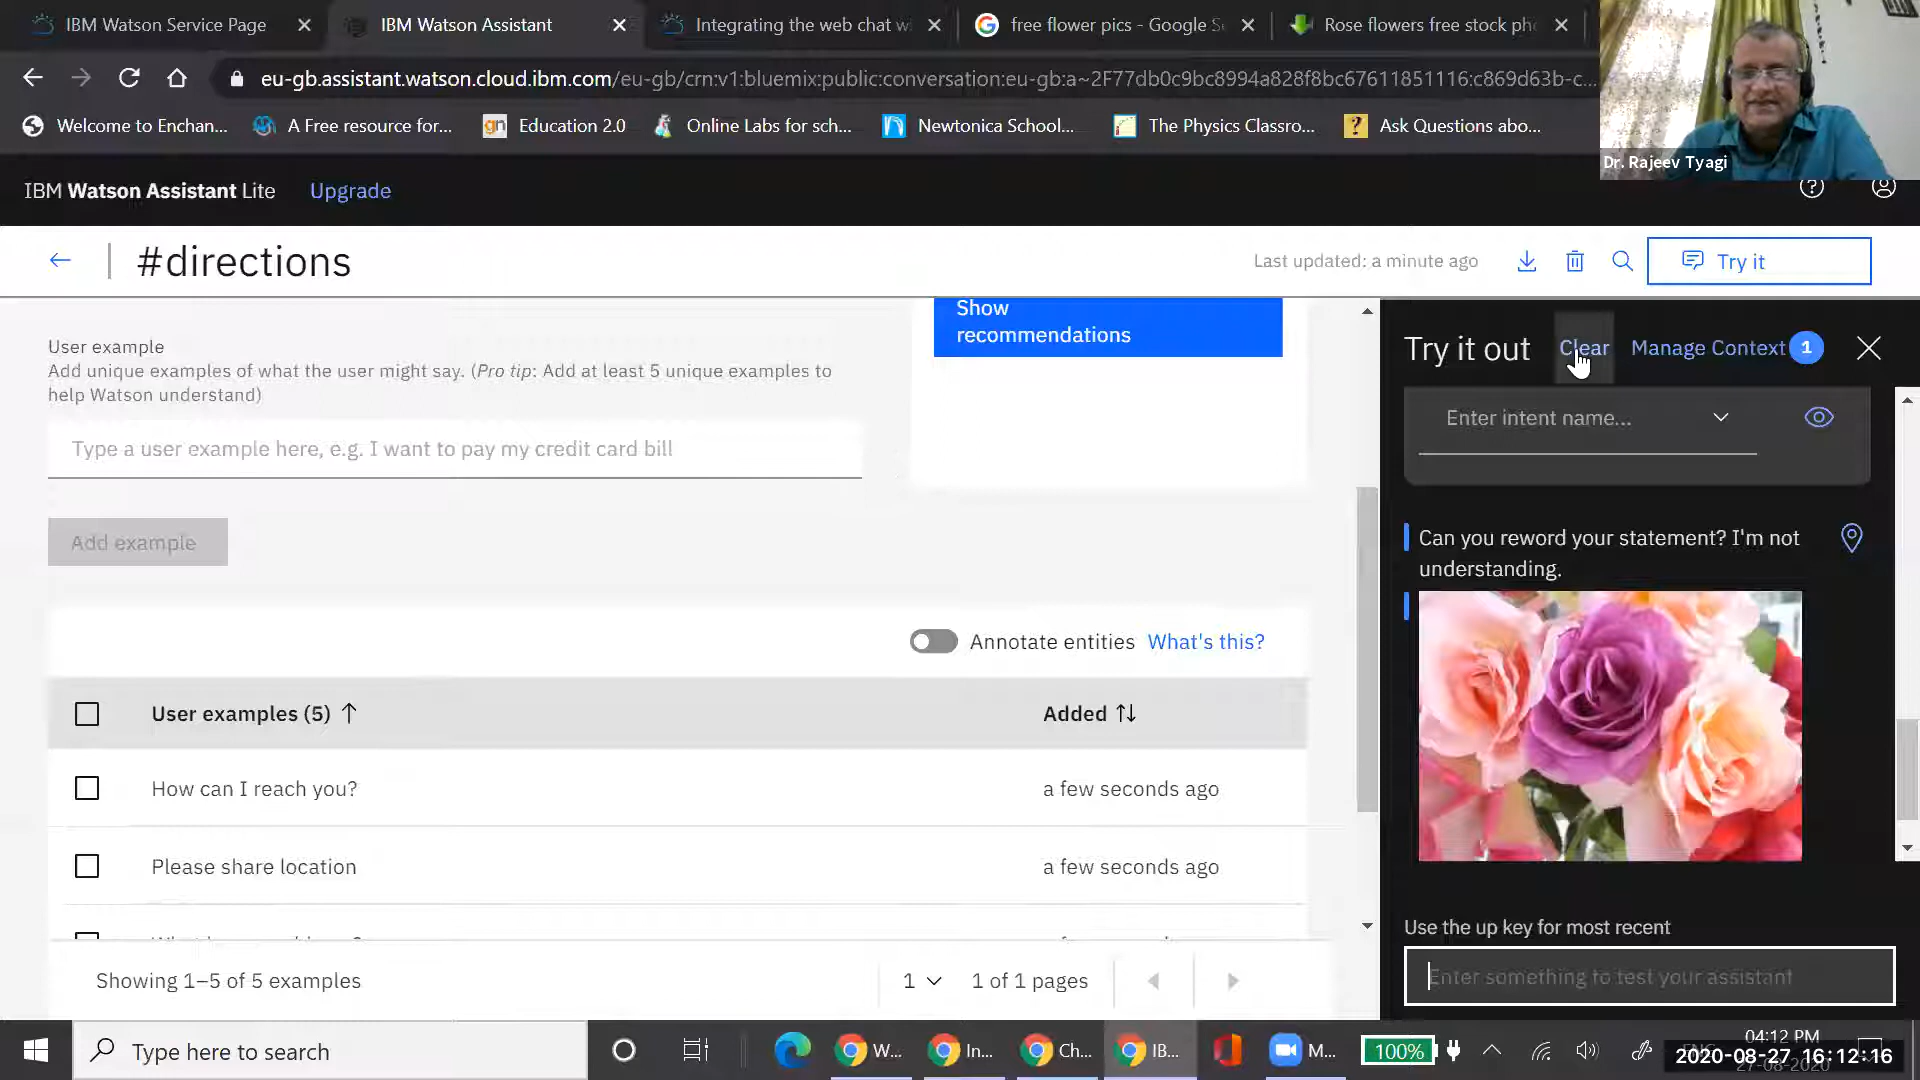 IBM Watson Service Page
IBM Watson Assistant
Integrating the web chat wi
free flower pics - Google Se
Rose flowers free stock pho
eu-gb.assistant.watson.cloud.ibm.com/eu-gb/crn:v1:bluemix:public:conversation:eu-gb:a~2F77db0c9bc8994a828f8bc67611851116:c869d63b-c...
Welcome to Enchan...
A Free resource for...
gn
Education 2.0
Online Labs for sch...
Newtonica School...
The Physics Classro...
Ask Questions abo...
Dr. Rajeev Tyagi
IBM Watson Assistant Lite
Upgrade
#directions
Last updated: a minute ago
Try it
User example
Add unique examples of what the user might say. (Pro tip: Add at least 5 unique examples to
help Watson understand)
Type a user example here, e.g. I want to pay my credit card bill
Add example
Show
recommendations
Annotate entities What's this?
User examples (5)
Added
How can I reach you?
a few seconds ago
Please share location
a few seconds ago
Showing 1–5 of 5 examples
1
1 of 1 pages
Try it out
Clear
Manage Context 1
Enter intent name...
Can you reword your statement? I'm not
understanding.
Use the up key for most recent
Enter something to test your assistant
Type here to search
W...
In...
Ch...
IB...
M...
100%
04:12 PM
2020-08-27 16:12:16
27-08-2020